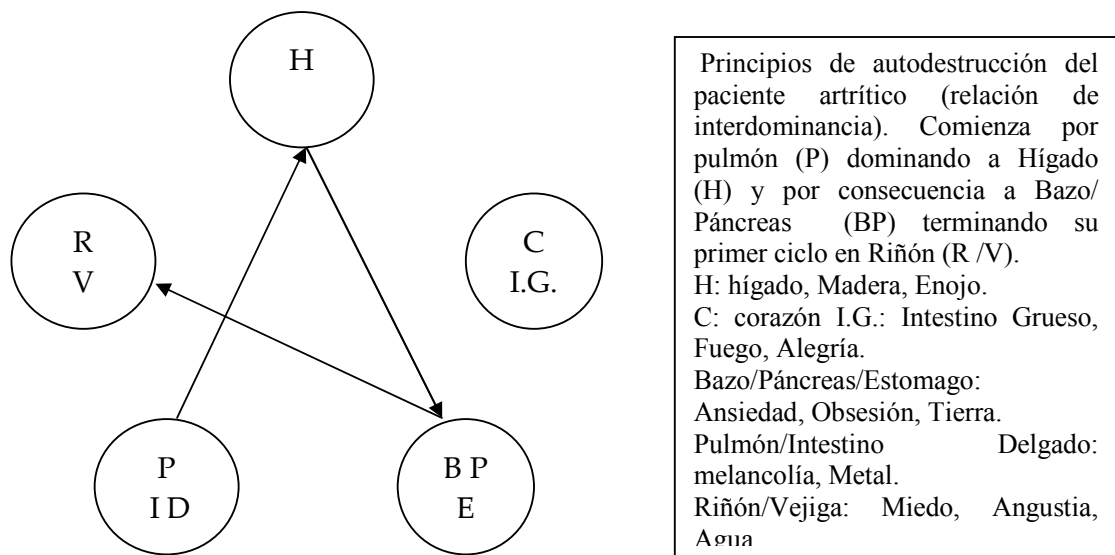 H
R
V
C
I.G.
P
I D
B P
E
Principios de autodestrucción del
paciente artrítico (relación de
interdominancia). Comienza por
pulmón (P) dominando a Hígado
(H) y por consecuencia a Bazo/
Páncreas (BP) terminando su
primer ciclo en Riñón (R /V).
H: hígado, Madera, Enojo.
C: corazón I.G.: Intestino Grueso,
Fuego, Alegría.
Bazo/Páncreas/Estomago:
Ansiedad, Obsesión, Tierra.
Pulmón/Intestino Delgado:
melancolía, Metal.
Riñón/Vejiga: Miedo, Angustia,
Agua